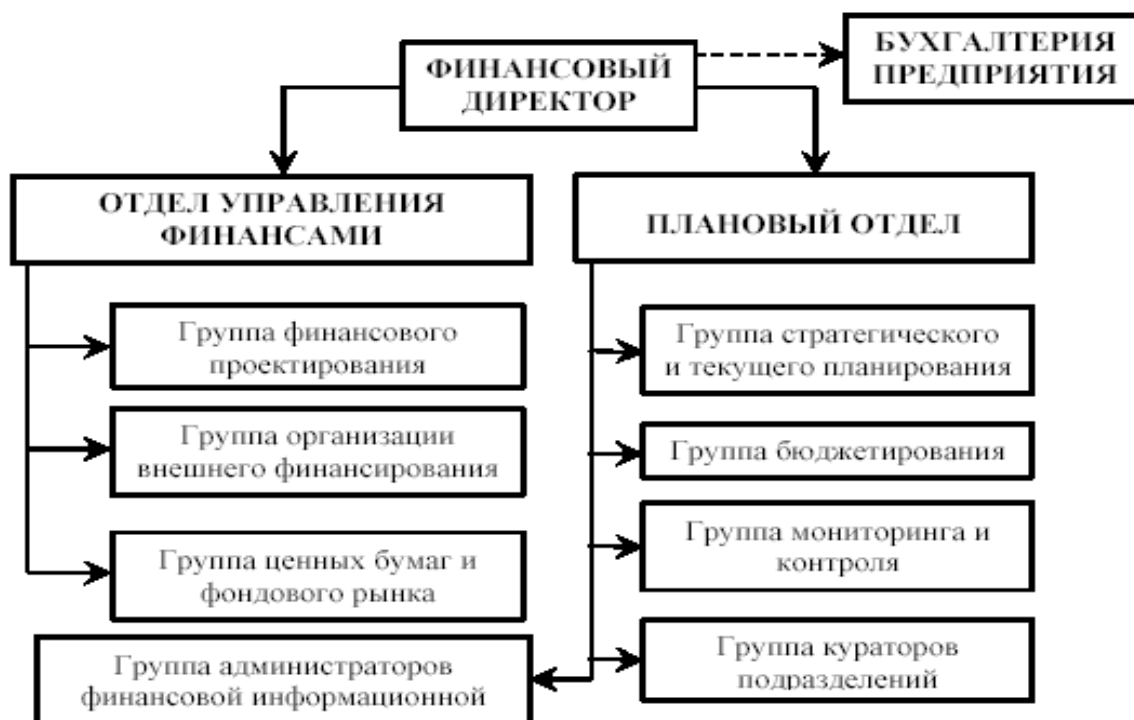 ФИНАНСОВЫЙ
ДИРЕКТОР
БУХГАЛТЕРИЯ
ПРЕДПРИЯТИЯ
ОТДЕЛ УПРАВЛЕНИЯ
ФИНАНСАМИ
Группа финансового
проектирования
Группа организации
внешнего финансирования
Группа ценных бумаг и
фондового рынка
Группа администраторов
финансовой информационной
ПЛАНОВЫЙ ОТДЕЛ
Группа стратегического
и текущего планирования
Группа бюджетирования
Группа мониторинга и
контроля
Группа кураторов
подразделений